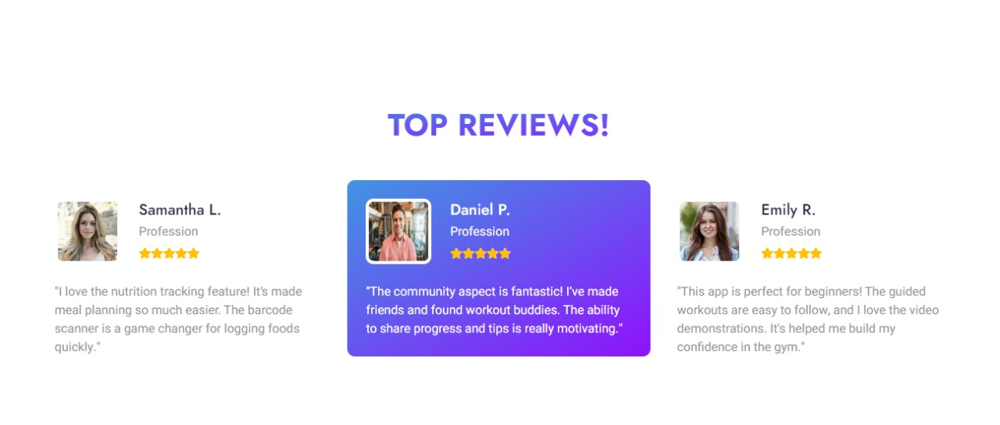 TOP REVIEWS!
Samantha L.
Profession
"I love the nutrition tracking feature! It's made
meal planning so much easier. The barcode
scanner is a game changer for logging foods
quickly."
Daniel P.
Profession
"The community aspect is fantastic! I've made
friends and found workout buddies. The ability
to share progress and tips is really motivating."
Emily R.
Profession
"This app is perfect for beginners! The guided
workouts are easy to follow, and I love the video
demonstrations. It's helped me build my
confidence in the gym."